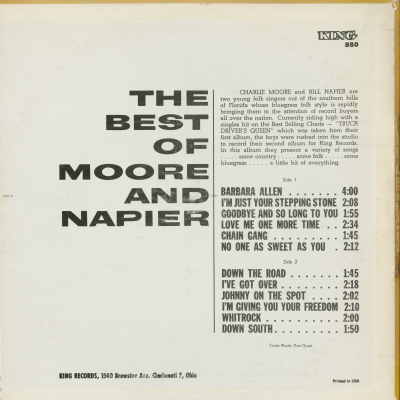 KING
880
THE
BEST
OF
MOORE
AND
NAPIER
CHARLIE MOORE and BILL NAPIER are
two young folk singers out of the southern hills
of Florida whose bluegrass folk style is rapidly
bringing them to the attention of record buyers
all over the nation. Currently riding high with a
singles hit on the Best Selling Charts — "TRUCK
DRIVER'S QUEEN" which was taken from their
first album, the boys were rushed into the studio
to record their second album for King Records.
In this album they present a variety of songs
. . . . . some country . . . . . some folk . . . . . some
bluegrass . . . . . . a little bit of everything.
Side 1
BARBARA ALLEN . . . . . . . 4:00
I'M JUST YOUR STEPPING STONE 2:08
GOODBYE AND SO LONG TO YOU 1:55
LOVE ME ONE MORE TIME . . 2:34
CHAIN GANG . . . . . . . . . 1:45
NO ONE AS SWEET AS YOU . 2:12
Side 2
DOWN THE ROAD . . . . . . . 1:45
I'VE GOT OVER . . . . . . . . 2:18
JOHNNY ON THE SPOT . . . . 2:02
I'M GIVING YOU YOUR FREEDOM 2:10
WHITROCK . . . . . . . . . . 2:00
DOWN SOUTH. . . . . . . . . 1:50
Cover Photo:
KING RECORDS, 1540 Brewster Ave. Cincinnati 7, Ohio
Printed in USA